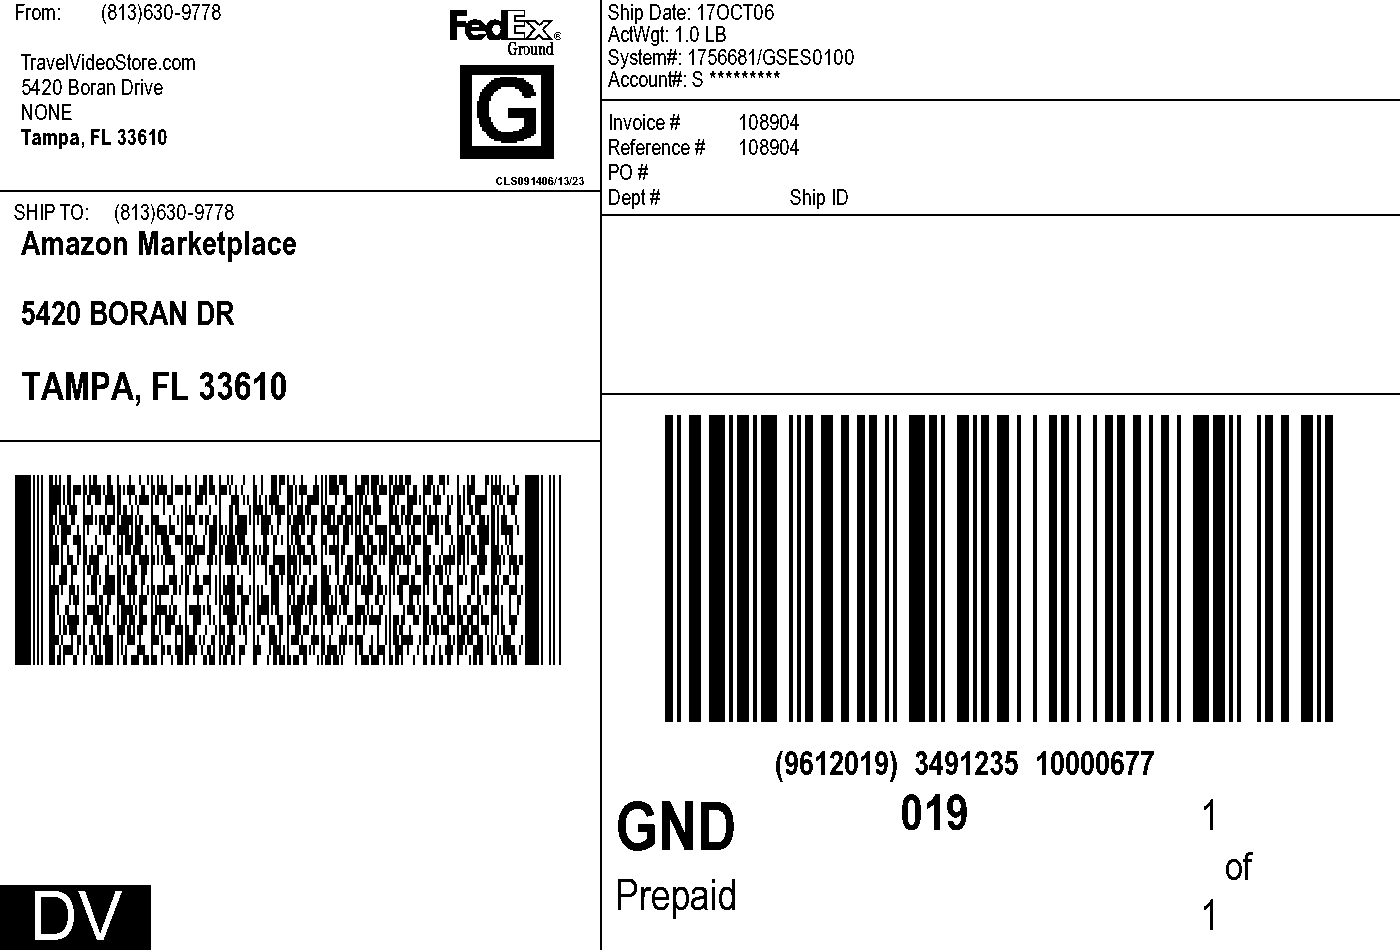 From: (813)630-9778
TravelVideoStore.com
5420 Boran Drive
NONE
Tampa, FL 33610
FedEx®
Ground
G
CLS091406/13/23
SHIP TO: (813)630-9778
Amazon Marketplace
5420 BORAN DR
TAMPA, FL 33610
DV
Ship Date: 17OCT06
ActWgt: 1.0 LB
System#: 1756681/GSES0100
Account#: S *********
Invoice # 108904
Reference # 108904
PO #
Dept # Ship ID
(9612019) 3491235 10000677
GND 019 1
of
Prepaid 1